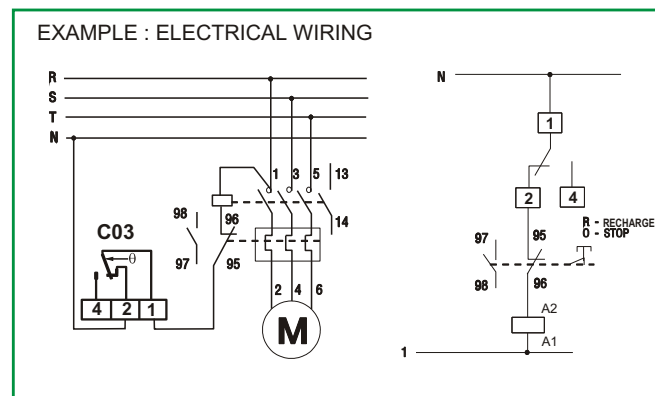 EXAMPLE : ELECTRICAL WIRING
R
S
T
N
1 3 5 13
14
98 96
97 95
C03
θ
4 2 1
2 4 6
M
N
1
2 4
R - RECHARGE
O - STOP
97 95
98 96
A2
A1
1